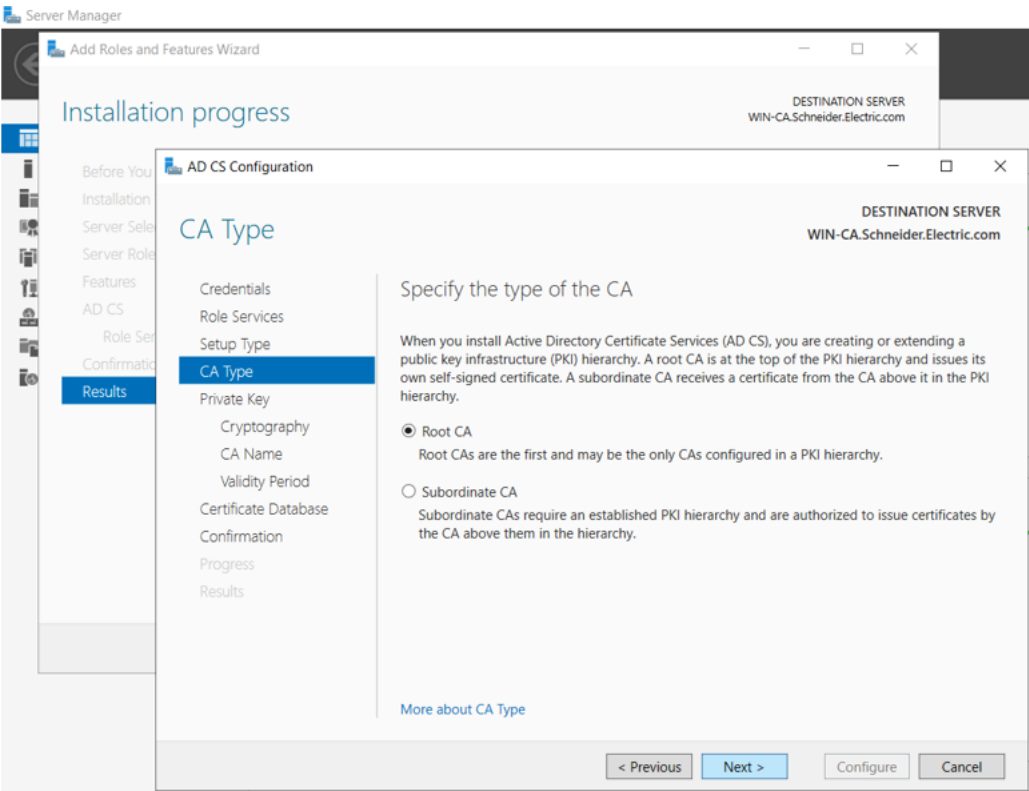 Server Manager
Add Roles and Features Wizard
Installation progress
DESTINATION SERVER
WIN-CA.Schneider.Electric.com
Before You
Installation
Server Sele
Server Role
Features
AD CS
Role Ser
Confirmatio
Results
AD CS Configuration
CA Type
DESTINATION SERVER
WIN-CA.Schneider.Electric.com
Credentials
Role Services
Setup Type
CA Type
Private Key
Cryptography
CA Name
Validity Period
Certificate Database
Confirmation
Progress
Results
Specify the type of the CA
When you install Active Directory Certificate Services (AD CS), you are creating or extending a
public key infrastructure (PKI) hierarchy. A root CA is at the top of the PKI hierarchy and issues its
own self-signed certificate. A subordinate CA receives a certificate from the CA above it in the PKI
hierarchy.
Root CA
Root CAs are the first and may be the only CAs configured in a PKI hierarchy.
Subordinate CA
Subordinate CAs require an established PKI hierarchy and are authorized to issue certificates by
the CA above them in the hierarchy.
More about CA Type
< Previous
Next >
Configure
Cancel